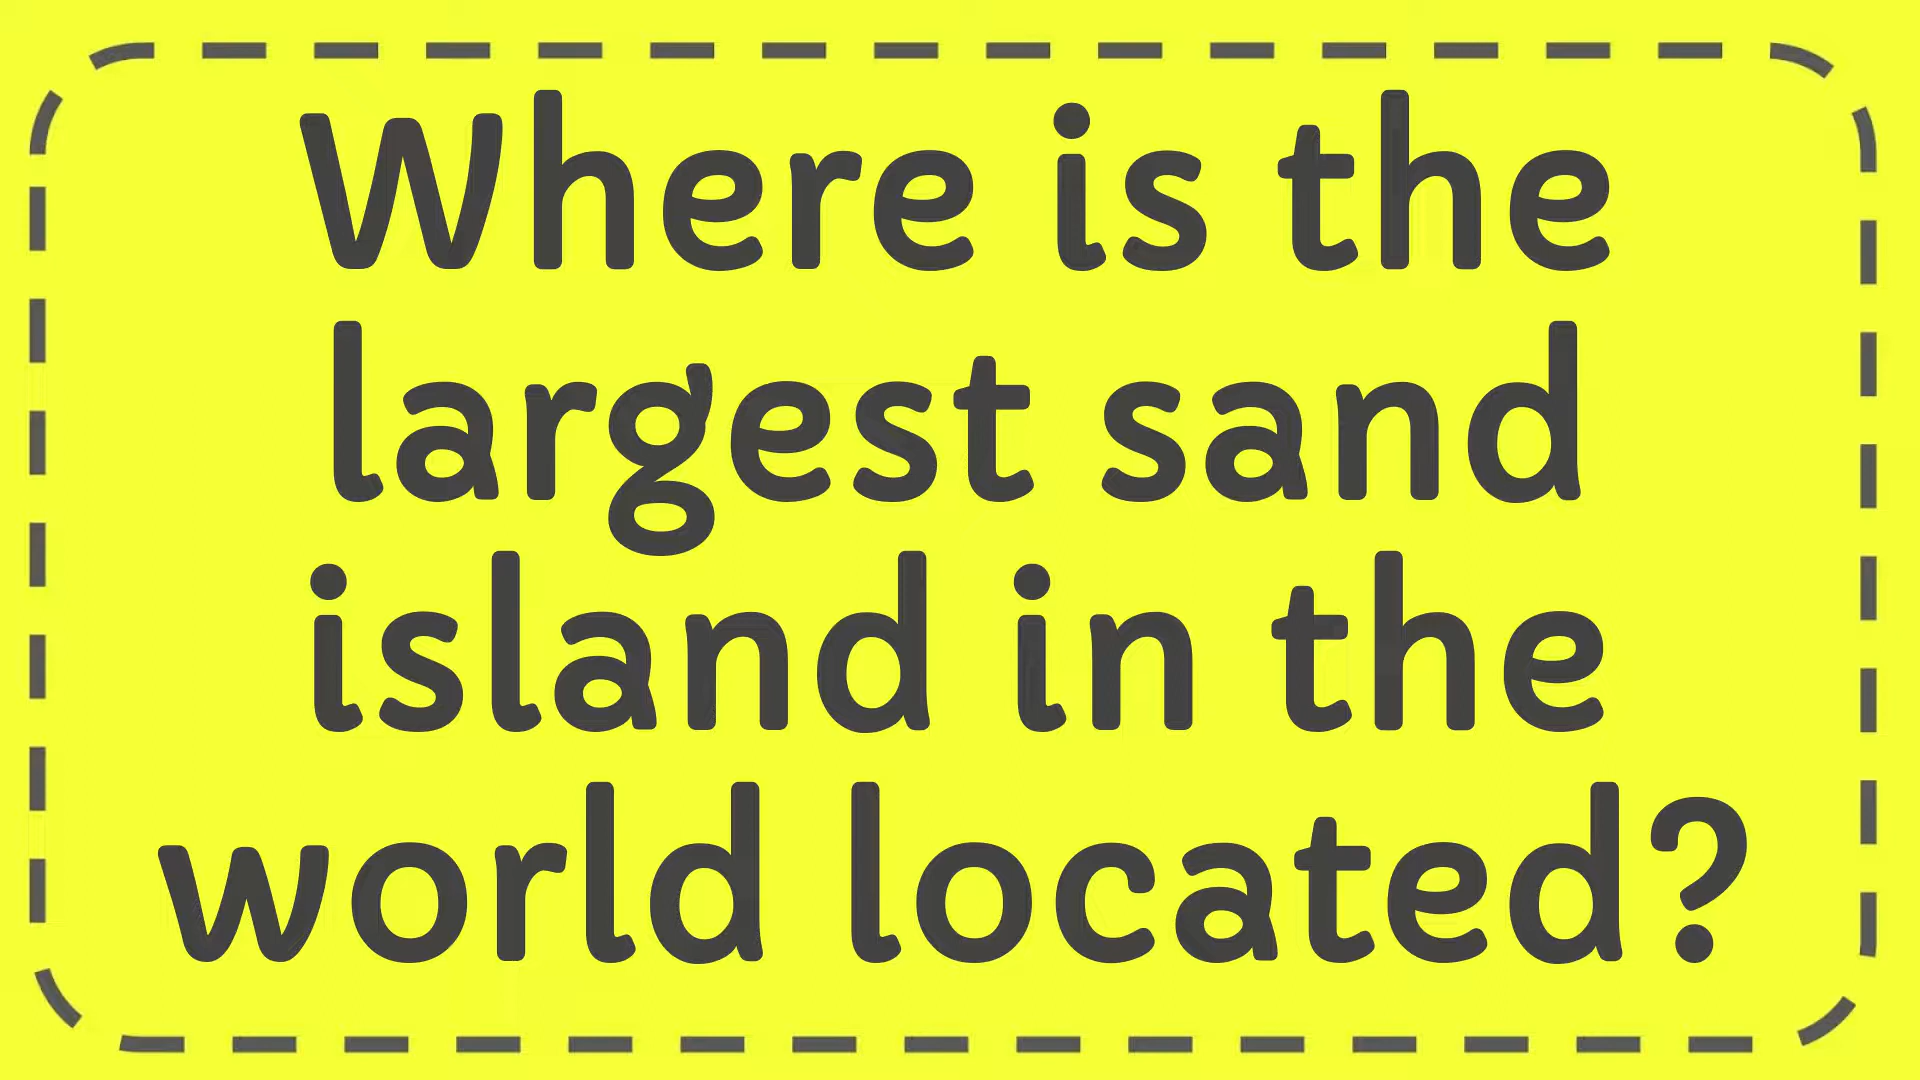 Where is the
largest sand
island in the
world located?